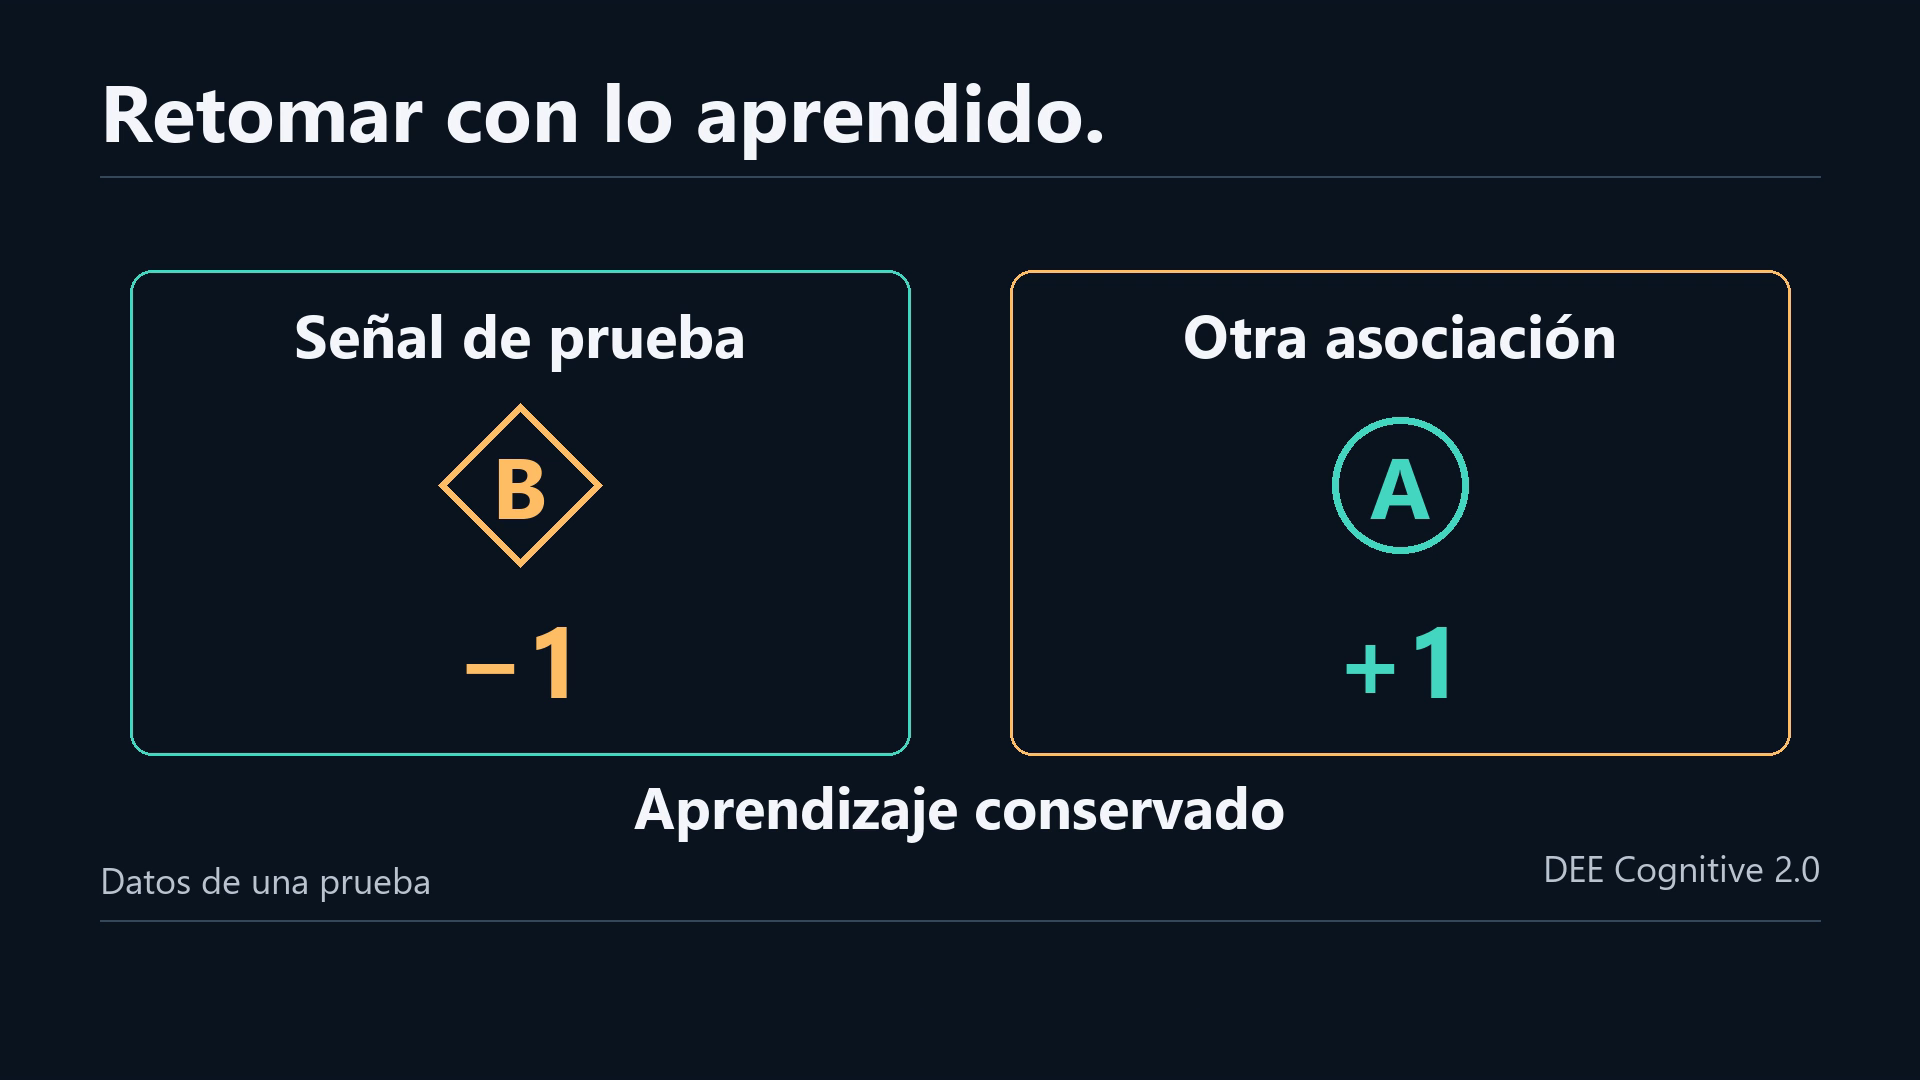 Retomar con lo aprendido.
Señal de prueba
B
−1
Otra asociación
A
+1
Aprendizaje conservado
Datos de una prueba
DEE Cognitive 2.0